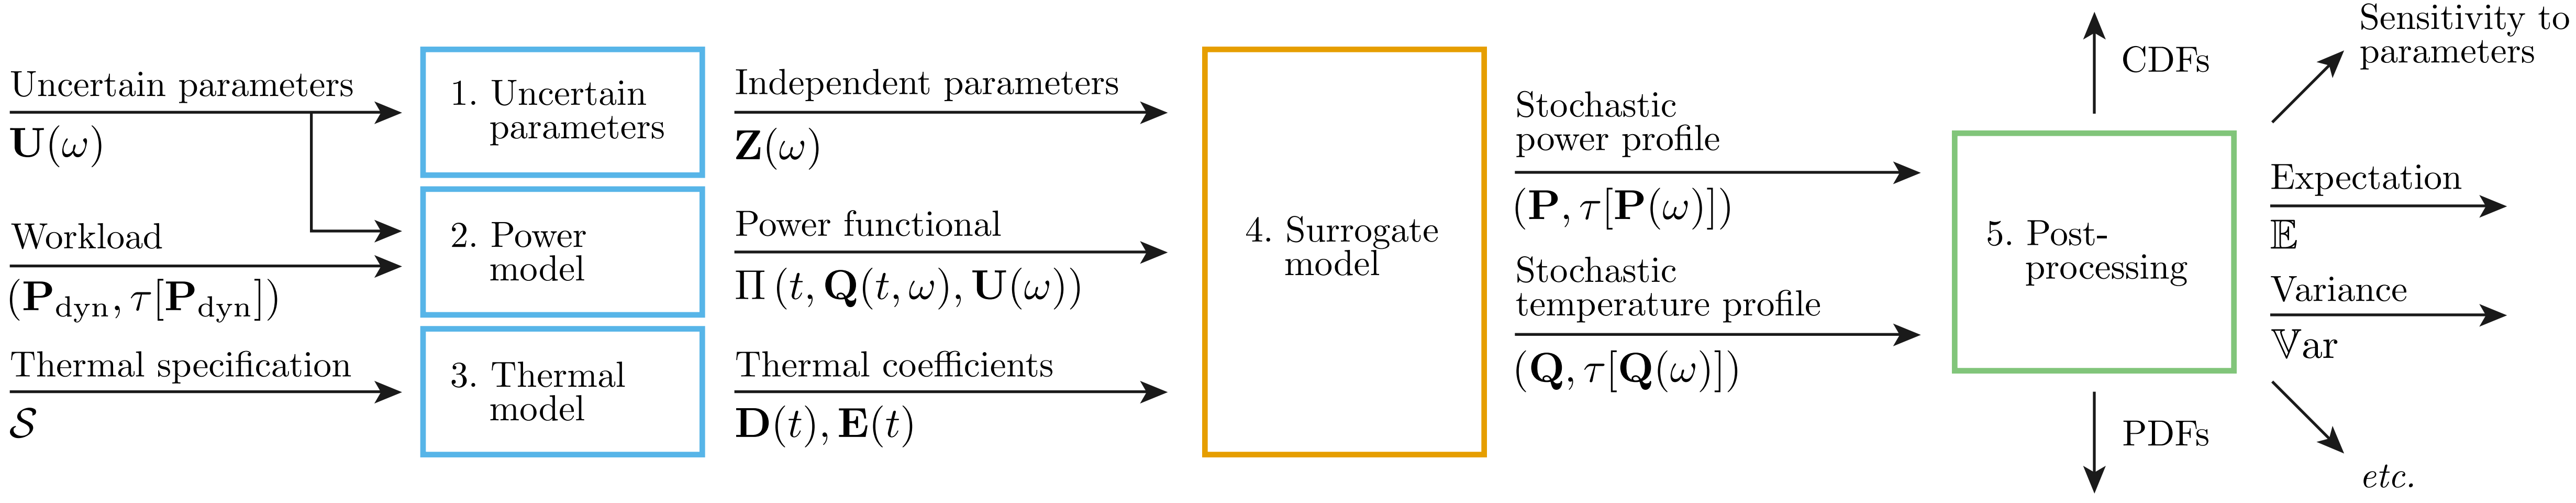 Uncertain parameters
𝐔(ω)
Workload
(𝐏dyn, τ[𝐏dyn])
Thermal specification
𝒮
1. Uncertain
parameters
2. Power
model
3. Thermal
model
Independent parameters
𝐙(ω)
Power functional
Π (t, 𝐐(t, ω), 𝐔(ω))
Thermal coefficients
𝐃(t), 𝐄(t)
4. Surrogate
model
Stochastic
power profile
(𝐏, τ[𝐏(ω)])
Stochastic
temperature profile
(𝐐, τ[𝐐(ω)])
5. Post-
processing
CDFs
PDFs
Sensitivity to
parameters
Expectation
𝔼
Variance
𝕍ar
etc.